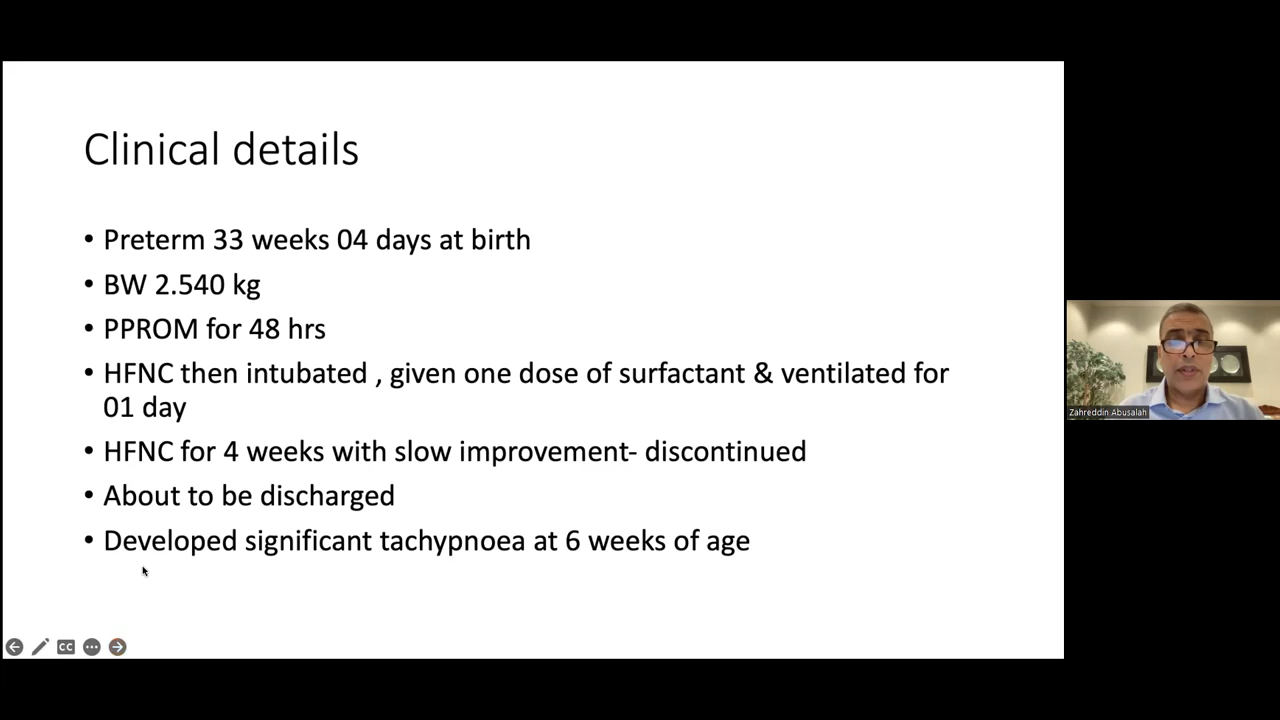 Clinical details
• Preterm 33 weeks 04 days at birth
• BW 2.540 kg
• PPROM for 48 hrs
• HFNC then intubated , given one dose of surfactant & ventilated for
01 day
• HFNC for 4 weeks with slow improvement- discontinued
• About to be discharged
• Developed significant tachypnoea at 6 weeks of age
Zahreddin Abusalah
CC